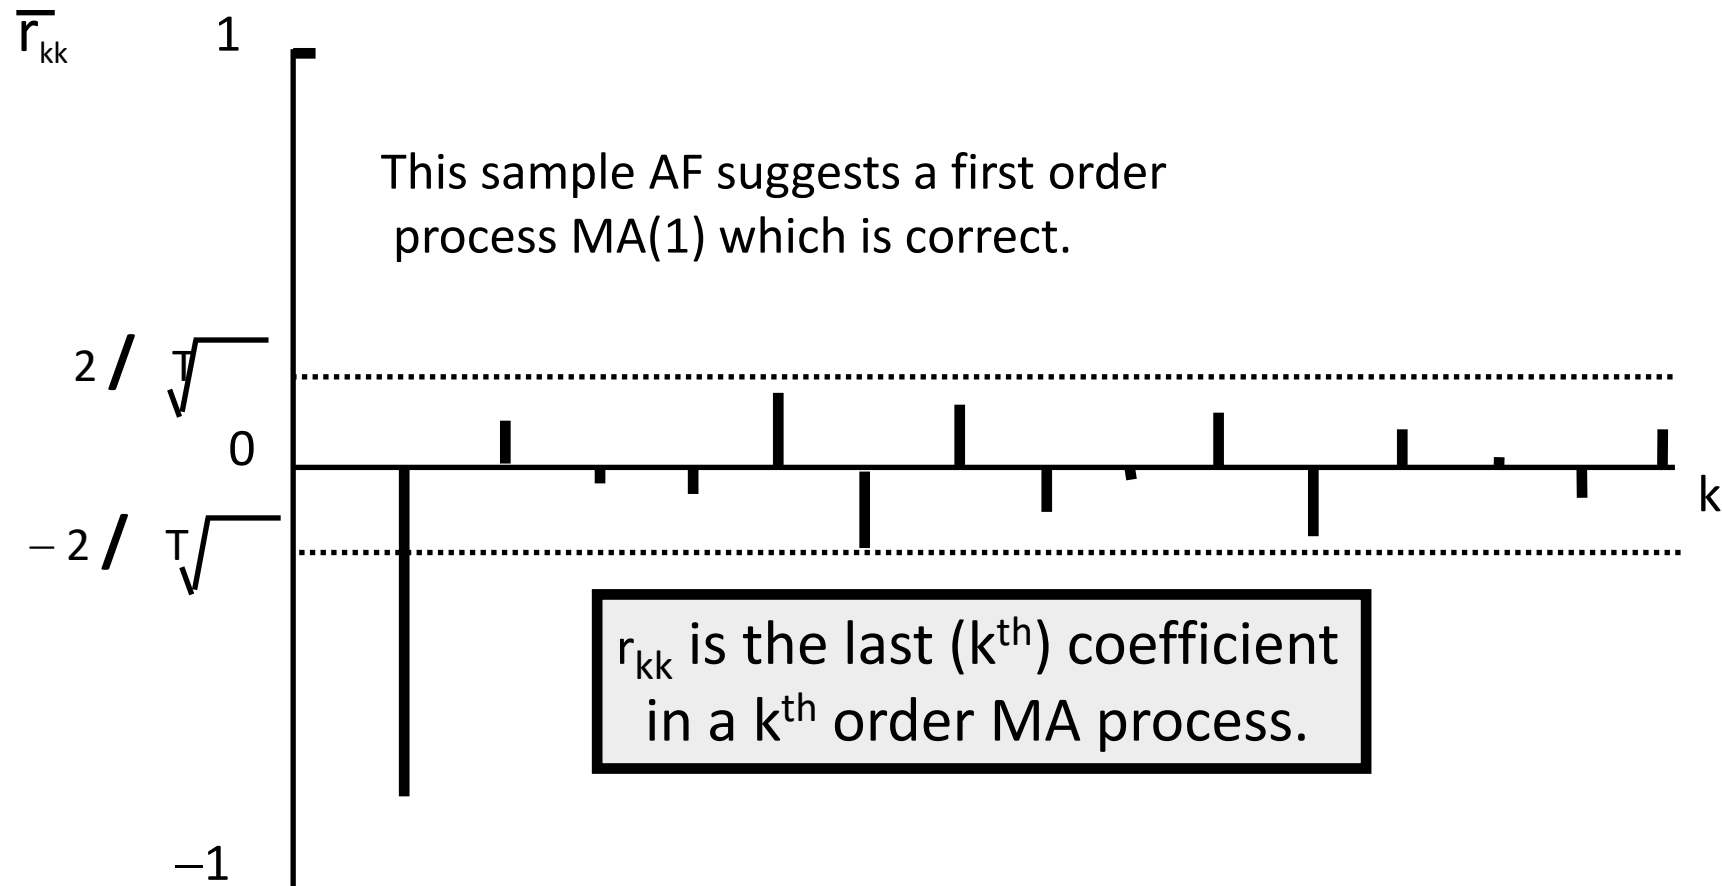 r̅kk
1
This sample AF suggests a first order
process MA(1) which is correct.
2 / √T
0
k
– 2 / √T
rkk is the last (kth) coefficient
in a kth order MA process.
–1